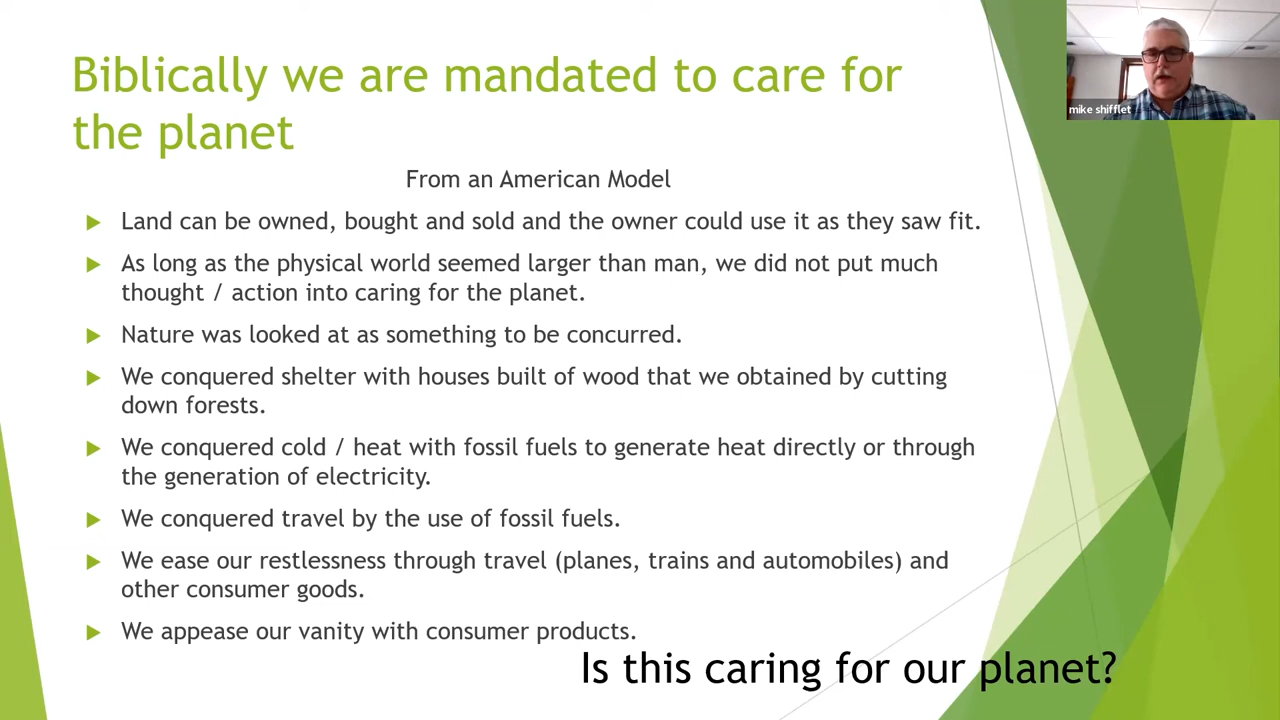 Biblically we are mandated to care for
the planet
mike shifflet
From an American Model
Land can be owned, bought and sold and the owner could use it as they saw fit.
As long as the physical world seemed larger than man, we did not put much
thought / action into caring for the planet.
Nature was looked at as something to be concurred.
We conquered shelter with houses built of wood that we obtained by cutting
down forests.
We conquered cold / heat with fossil fuels to generate heat directly or through
the generation of electricity.
We conquered travel by the use of fossil fuels.
We ease our restlessness through travel (planes, trains and automobiles) and
other consumer goods.
We appease our vanity with consumer products.
Is this caring for our planet?